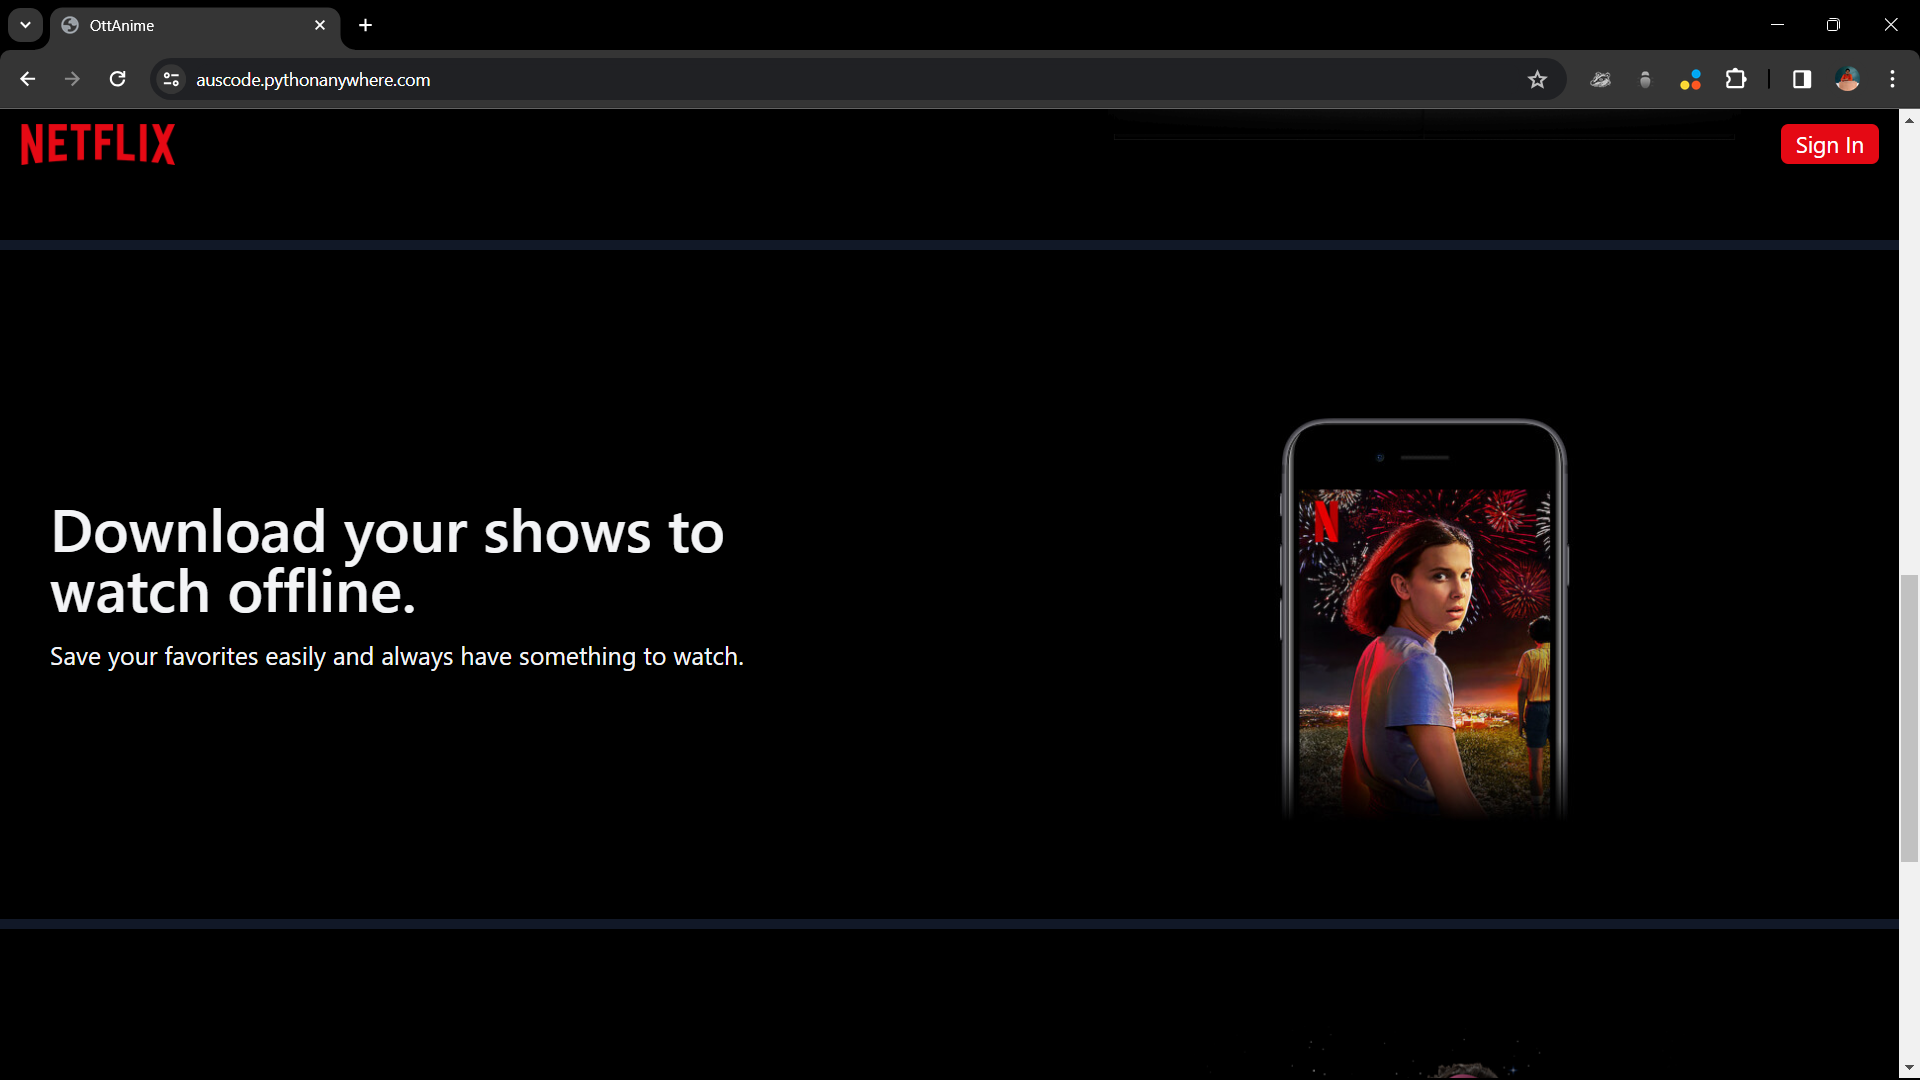 OttAnime
auscode.pythonanywhere.com
NETFLIX
Sign In
N
Download your shows to
watch offline.
Save your favorites easily and always have something to watch.